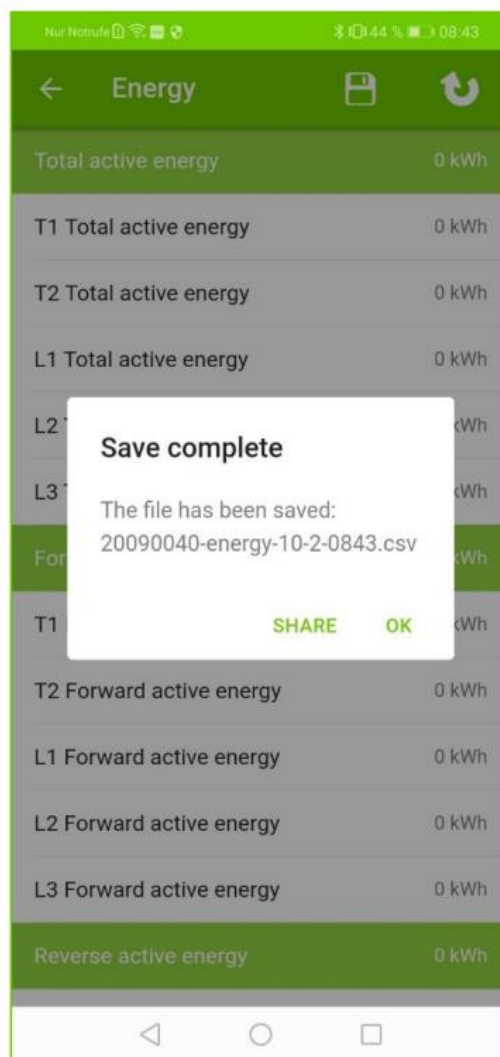 Nur Notrufe 44 % 08:43
Energy
Total active energy 0 kWh
T1 Total active energy 0 kWh
T2 Total active energy 0 kWh
L1 Total active energy 0 kWh
L2 kWh
Save complete
L3 kWh
The file has been saved:
20090040-energy-10-2-0843.csv
For kWh
SHARE OK
T1 kWh
T2 Forward active energy 0 kWh
L1 Forward active energy 0 kWh
L2 Forward active energy 0 kWh
L3 Forward active energy 0 kWh
Reverse active energy 0 kWh